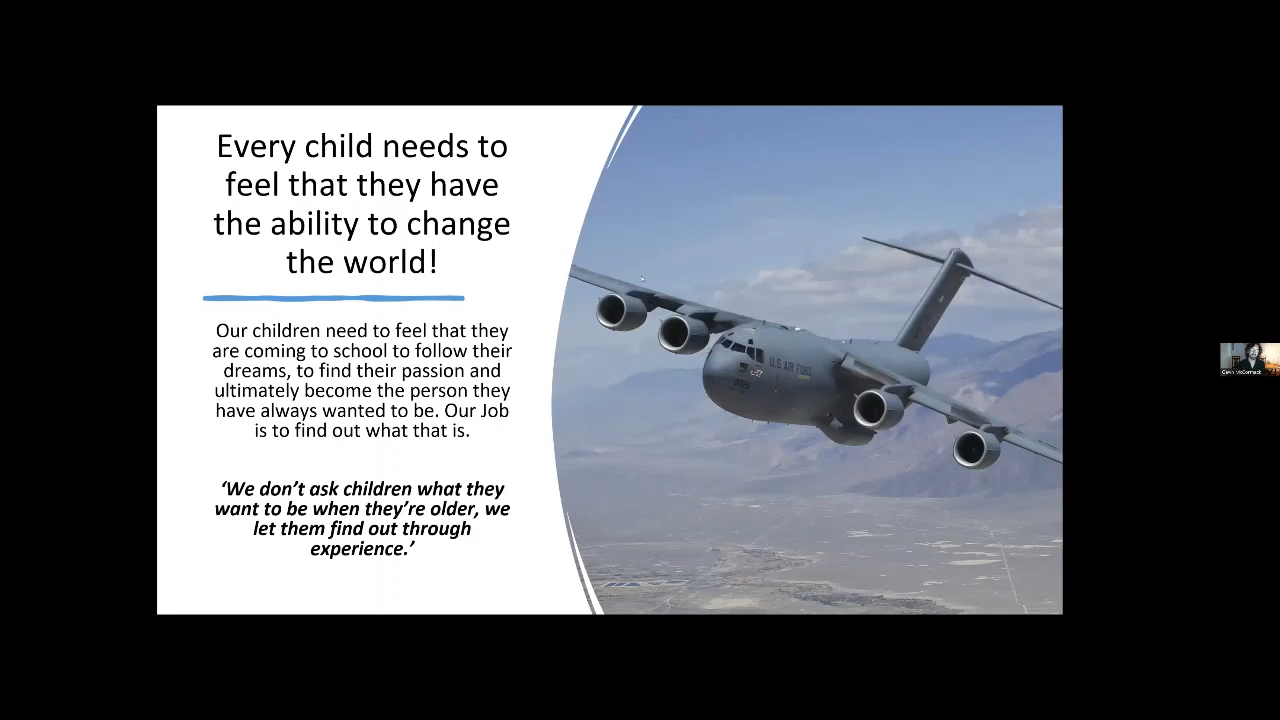 Every child needs to
feel that they have
the ability to change
the world!
Our children need to feel that they
are coming to school to follow their
dreams, to find their passion and
ultimately become the person they
have always wanted to be. Our Job
is to find out what that is.
‘We don’t ask children what they
want to be when they’re older, we
let them find out through
experience.’
U.S. AIR FORCE
Gavin McCormack